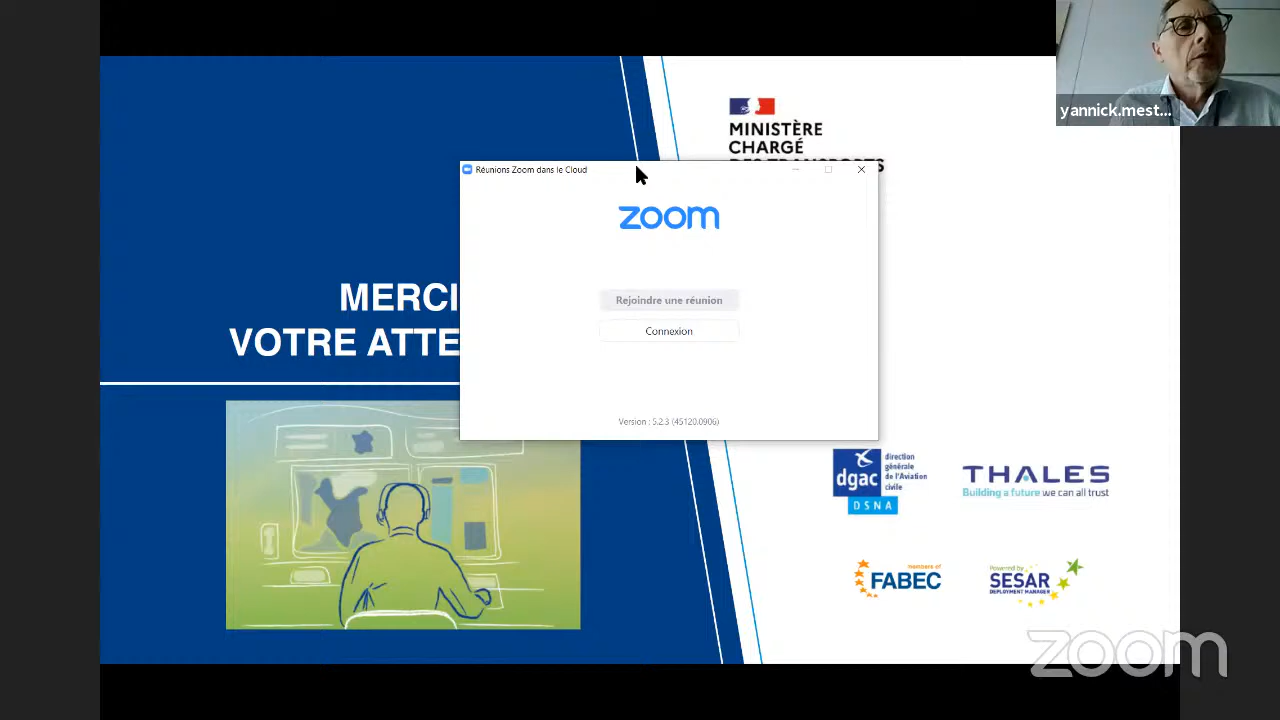 yannick.mest...
MINISTÈRE
CHARGÉ
DES TRANSPORTS
Réunions Zoom dans le Cloud
zoom
Rejoindre une réunion
Connexion
Version : 5.2.3 (45120.0906)
MERCI
VOTRE ATTE
dgac
direction
générale
de l'Aviation
civile
DSNA
THALES
Building a future we can all trust
members of
FABEC
Powered by
SESAR
DEPLOYMENT MANAGER
zoom